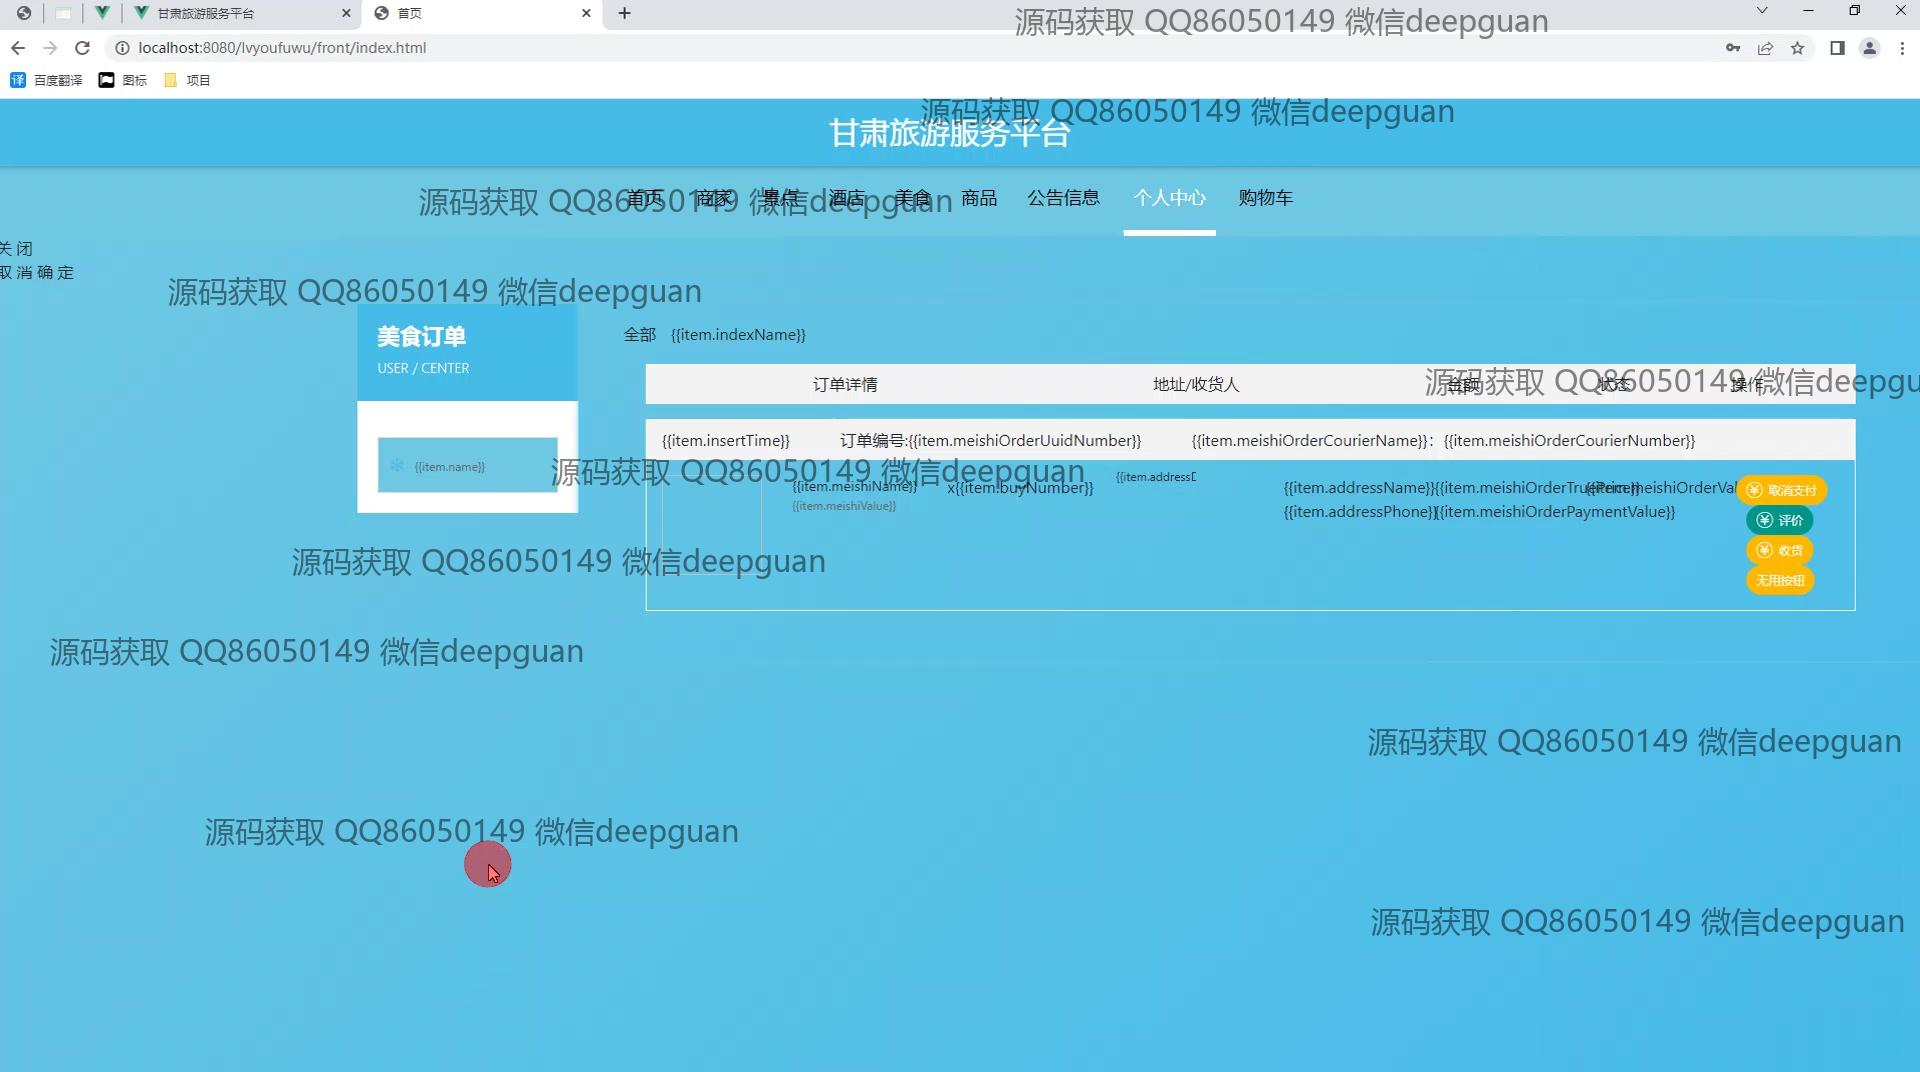 甘肃旅游服务平台
首页
源码获取 QQ86050149 微信deepguan
localhost:8080/lvyoufuwu/front/index.html
百度翻译 图标 项目
源码获取 QQ86050149 微信deepguan
甘肃旅游服务平台
首页 商家 景点 酒店 美食 商品 公告信息 个人中心 购物车
源码获取 QQ86050149 微信deepguan
关 闭
取 消 确 定
源码获取 QQ86050149 微信deepguan
美食订单
USER / CENTER
全部 {{item.indexName}}
订单详情 地址/收货人 金额 状态 操作
源码获取 QQ86050149 微信deepgu
{{item.insertTime}} 订单编号:{{item.meishiOrderUuidNumber}} {{item.meishiOrderCourierName}}：{{item.meishiOrderCourierNumber}}
{{item.name}}
源码获取 QQ86050149 微信deepguan
{{item.meishiName}} x{{item.buyNumber}} {{item.addressD
{{item.meishiValue}}
{{item.addressName}}{{item.meishiOrderTruePrice}}
{{item.addressPhone}}{{item.meishiOrderPaymentValue}}
取消支付
评价
收货
无用按钮
源码获取 QQ86050149 微信deepguan
源码获取 QQ86050149 微信deepguan
源码获取 QQ86050149 微信deepguan
源码获取 QQ86050149 微信deepguan
源码获取 QQ86050149 微信deepguan